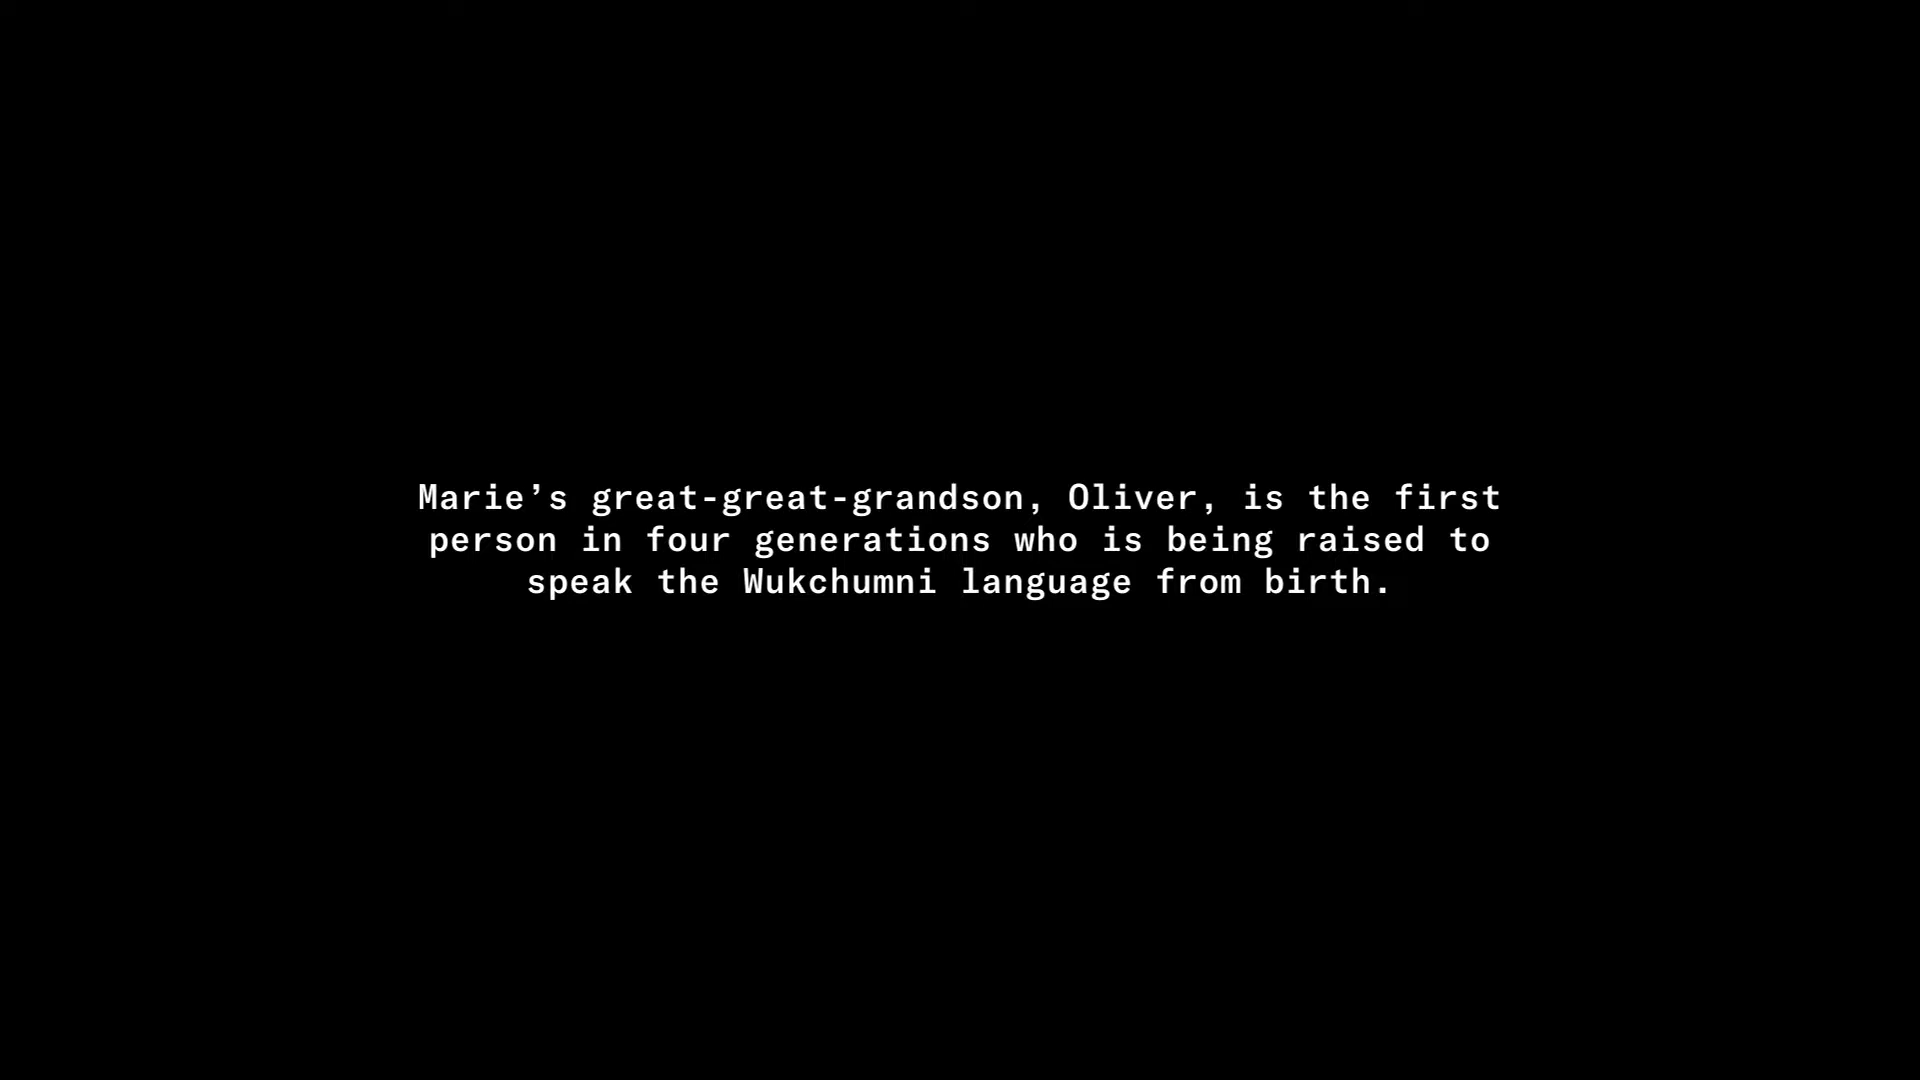 Marie’s great-great-grandson, Oliver, is the first
person in four generations who is being raised to
speak the Wukchumni language from birth.